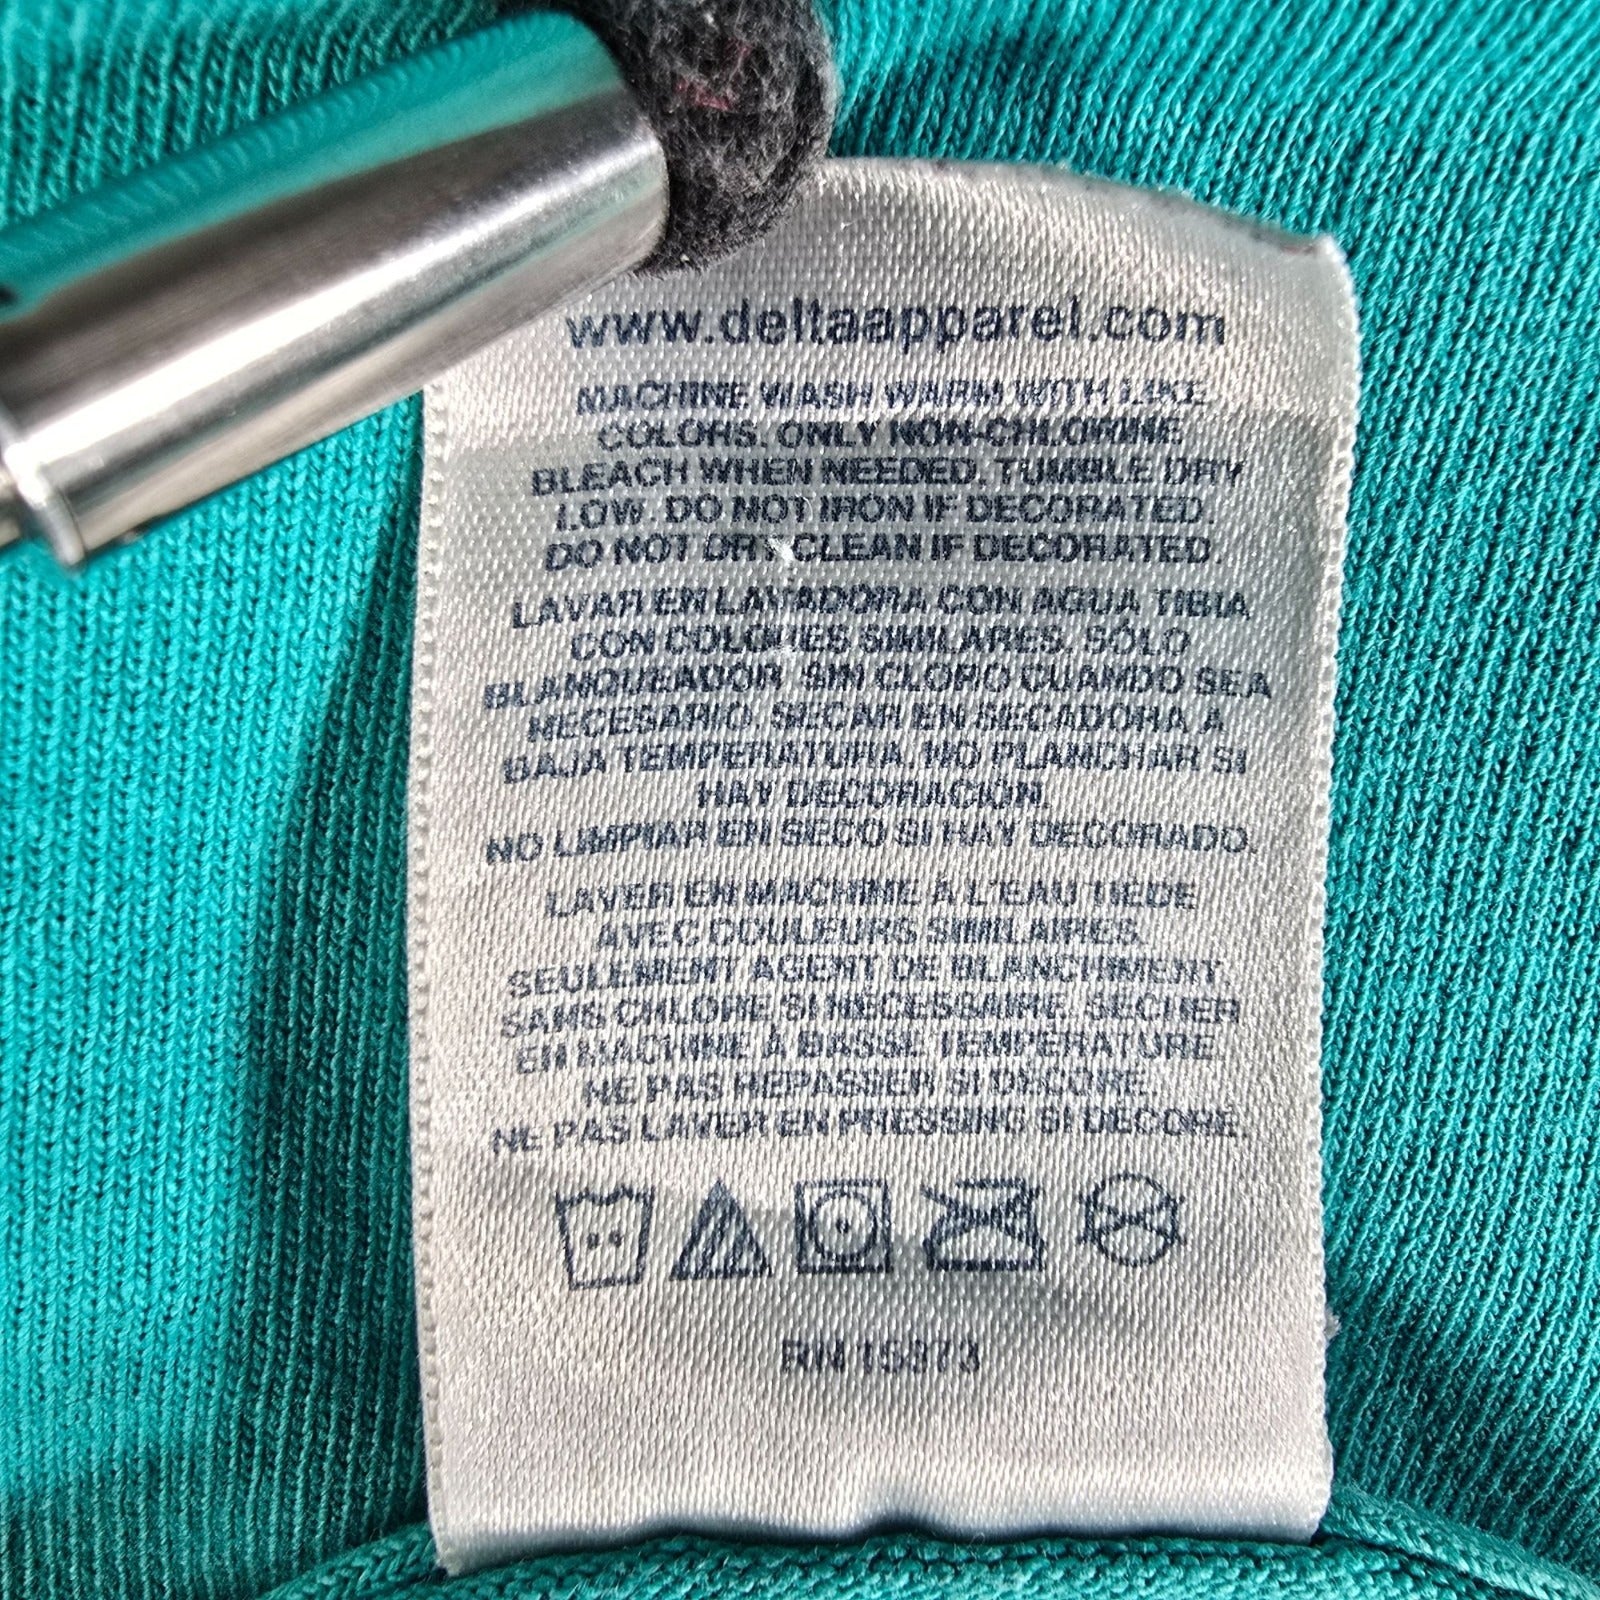 www.deltaapparel.com
MACHINE WASH WARM WITH LIKE
COLORS. ONLY NON-CHLORINE
BLEACH WHEN NEEDED. TUMBLE DRY
LOW. DO NOT IRON IF DECORATED.
DO NOT DRY CLEAN IF DECORATED.
LAVAR EN LAVADORA CON AGUA TIBIA
CON COLORES SIMILARES. SÓLO
BLANQUEADOR SIN CLORO CUANDO SEA
NECESARIO. SECAR EN SECADORA A
BAJA TEMPERATURA. NO PLANCHAR SI
HAY DECORACIÓN.
NO LIMPIAR EN SECO SI HAY DECORADO.
LAVER EN MACHINE À L'EAU TIEDE
AVEC COULEURS SIMILAIRES.
SEULEMENT AGENT DE BLANCHIMENT
SANS CHLORE SI NECESSAIRE. SECHER
EN MACHINE À BASSE TEMPERATURE
NE PAS REPASSER SI DECORE.
NE PAS LAVER EN PRESSING SI DECORE.
RN 15873